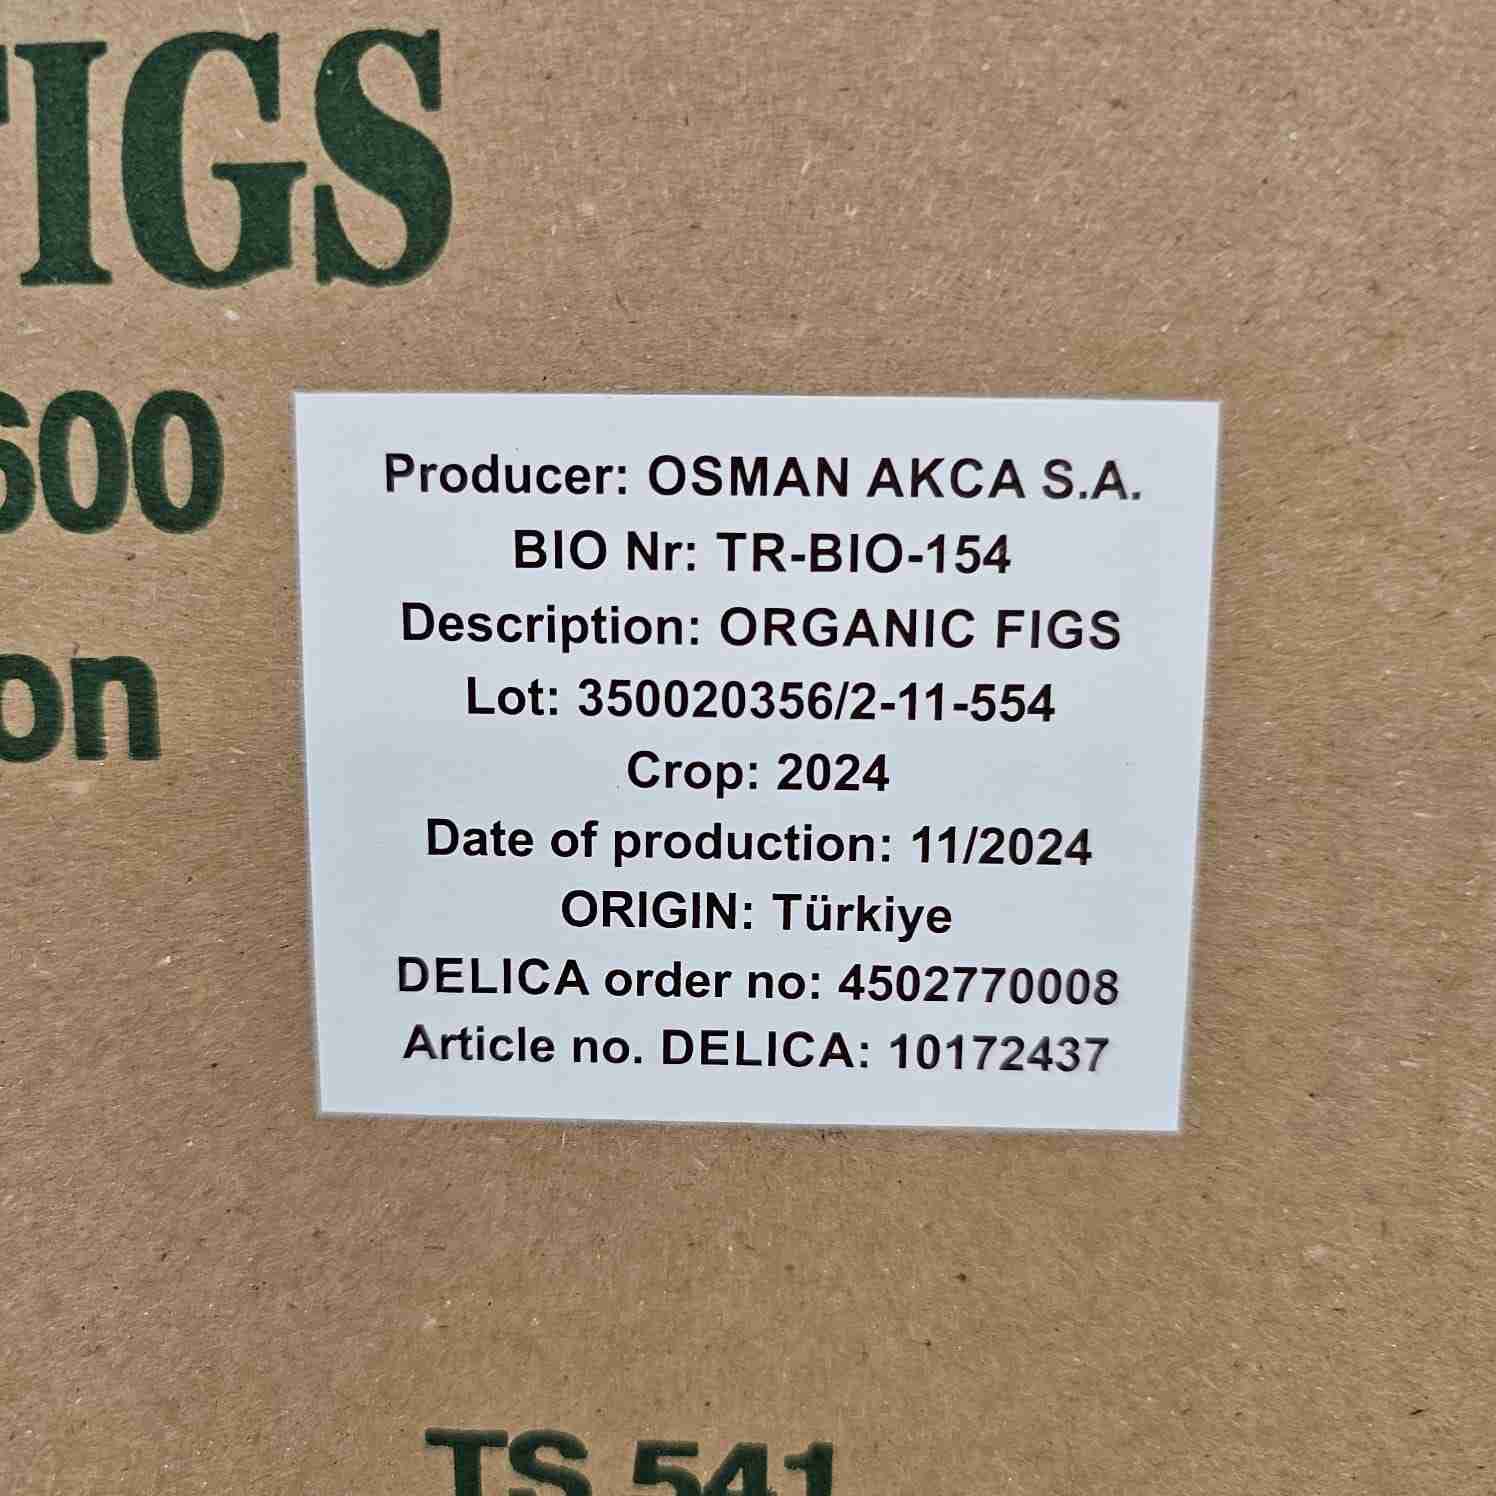 FIGS
600
on
Producer: OSMAN AKCA S.A.
BIO Nr: TR-BIO-154
Description: ORGANIC FIGS
Lot: 350020356/2-11-554
Crop: 2024
Date of production: 11/2024
ORIGIN: Türkiye
DELICA order no: 4502770008
Article no. DELICA: 10172437
TS 541